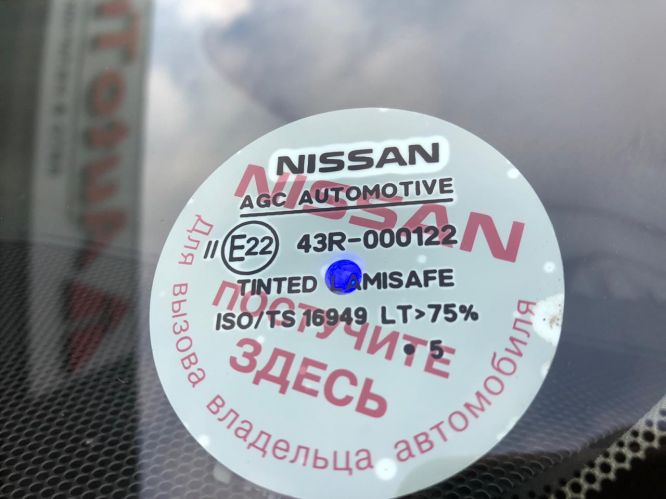 NISSAN
AGC AUTOMOTIVE
II E22 43R-000122
TINTED LAMISAFE
ISO/TS 16949 LT>75%
• 5
NISSAN
ПОСТУЧИТЕ
ЗДЕСЬ
Для вызова владельца автомобиля